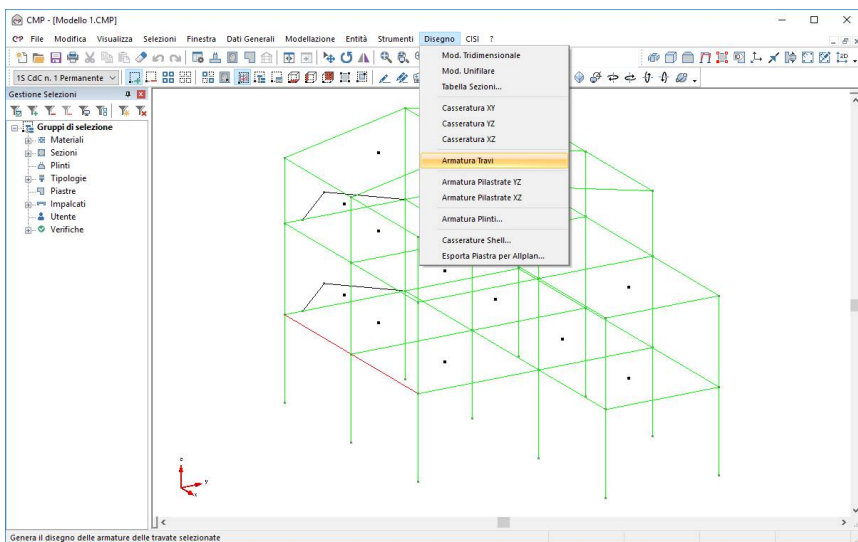 CMP - [Modello 1.CMP]
File Modifica Visualizza Selezioni Finestra Dati Generali Modellazione Entità Strumenti Disegno CISI ?
1S CdC n. 1 Permanente
Gestione Selezioni
Gruppi di selezione
Materiali
Sezioni
Plinti
Tipologie
Piastre
Impalcati
Utente
Verifiche
Mod. Tridimensionale
Mod. Unifilare
Tabella Sezioni...
Casseratura XY
Casseratura YZ
Casseratura XZ
Armatura Travi
Armatura Pilastrate YZ
Armature Pilastrate XZ
Armatura Plinti...
Casserature Shell...
Esporta Piastra per Allplan...
z
y
x
Genera il disegno delle armature delle travate selezionate